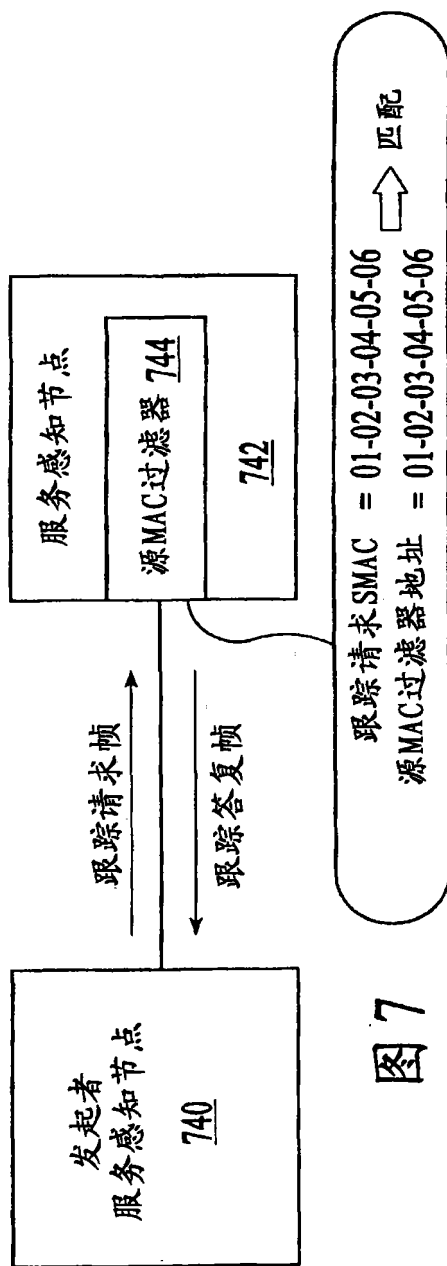 发起者
服务感知节点
740
跟踪请求帧
跟踪答复帧
服务感知节点
源MAC过滤器 744
742
跟踪请求SMAC = 01-02-03-04-05-06
源MAC过滤器地址 = 01-02-03-04-05-06
匹配
图 7